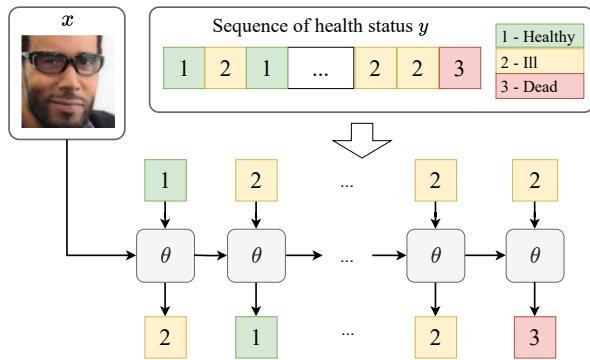 x
Sequence of health status y
1 2 1 ... 2 2 3
1 - Healthy
2 - Ill
3 - Dead
1 2 ... 2 2
θ θ ... θ θ
2 1 ... 2 3